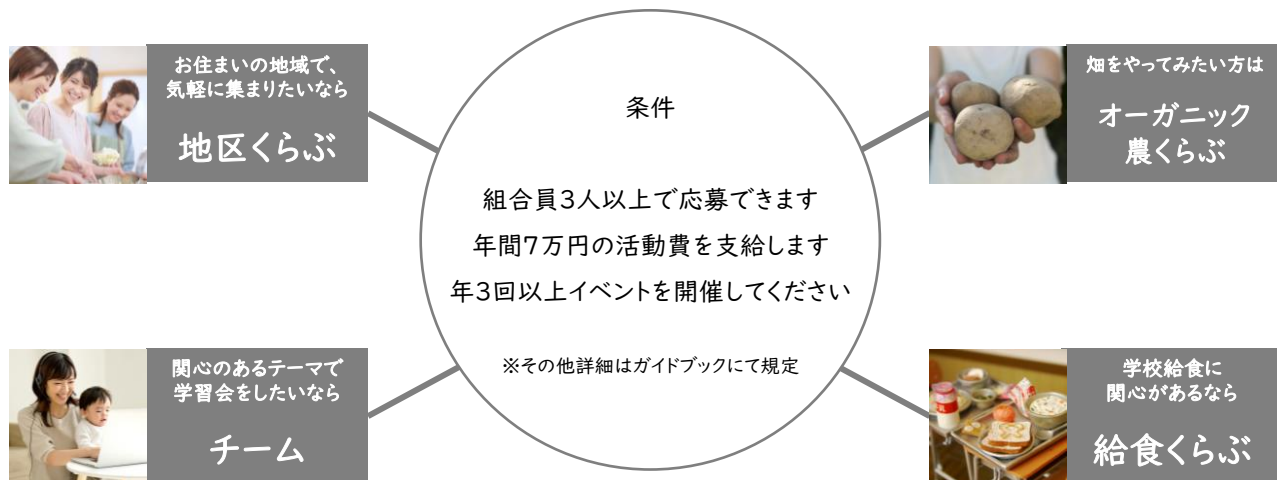 お住まいの地域で、
気軽に集まりたいなら
地区くらぶ
条件
組合員3人以上で応募できます
年間7万円の活動費を支給します
年3回以上イベントを開催してください
※その他詳細はガイドブックにて規定
畑をやってみたい方は
オーガニック
農くらぶ
関心のあるテーマで
学習会をしたいなら
チーム
学校給食に
関心があるなら
給食くらぶ